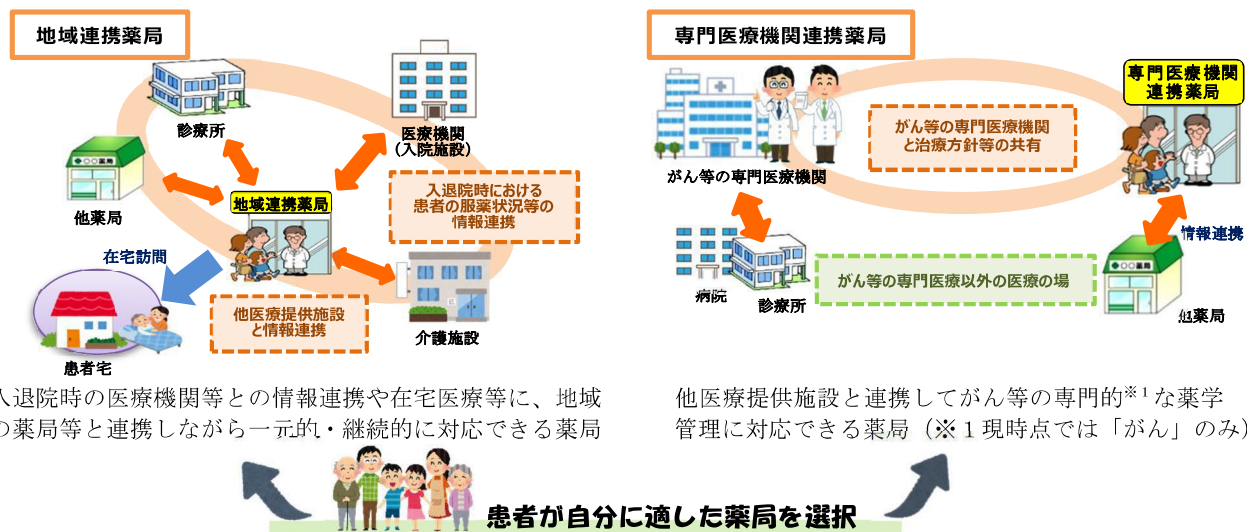 地域連携薬局
診療所
医療機関
（入院施設）
○○薬局
他薬局
地域連携薬局
入退院時における
患者の服薬状況等の
情報連携
在宅訪問
他医療提供施設
と情報連携
介護施設
患者宅
入退院時の医療機関等との情報連携や在宅医療等に、地域
の薬局等と連携しながら一元的・継続的に対応できる薬局
専門医療機関連携薬局
専門医療機関
連携薬局
がん等の専門医療機関
と治療方針等の共有
がん等の専門医療機関
情報連携
病院
診療所
がん等の専門医療以外の医療の場
○○薬局
他薬局
他医療提供施設と連携してがん等の専門的※1な薬学
管理に対応できる薬局（※１現時点では「がん」のみ）
患者が自分に適した薬局を選択